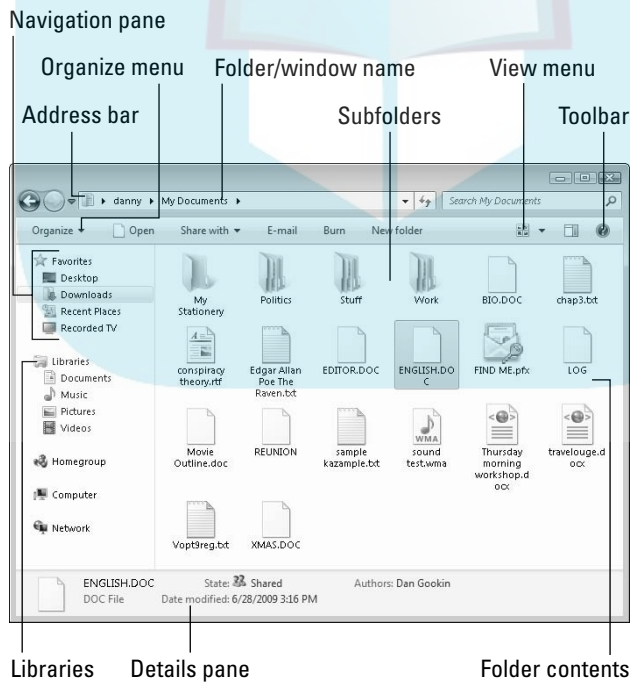 Navigation pane
Organize menu Folder/window name View menu
Address bar Subfolders Toolbar
danny My Documents Search My Documents
Organize Open Share with E-mail Burn New folder
Favorites
Desktop
Downloads
Recent Places
Recorded TV
Libraries
Documents
Music
Pictures
Videos
Homegroup
Computer
Network
My Politics Stuff Work BIO.DOC chap3.txt
Stationery
conspiracy Edgar Allan EDITOR.DOC ENGLISH.DO FIND ME.pfx LOG
theory.rtf Poe The C
Raven.txt
WMA
Movie REUNION sample sound Thursday travelouge.d
Outline.doc kazample.txt test.wma morning ocx
workshop.d
ocx
Vopt9reg.txt XMAS.DOC
ENGLISH.DOC State: Shared Authors: Dan Gookin
DOC File Date modified: 6/28/2009 3:16 PM
Libraries Details pane Folder contents